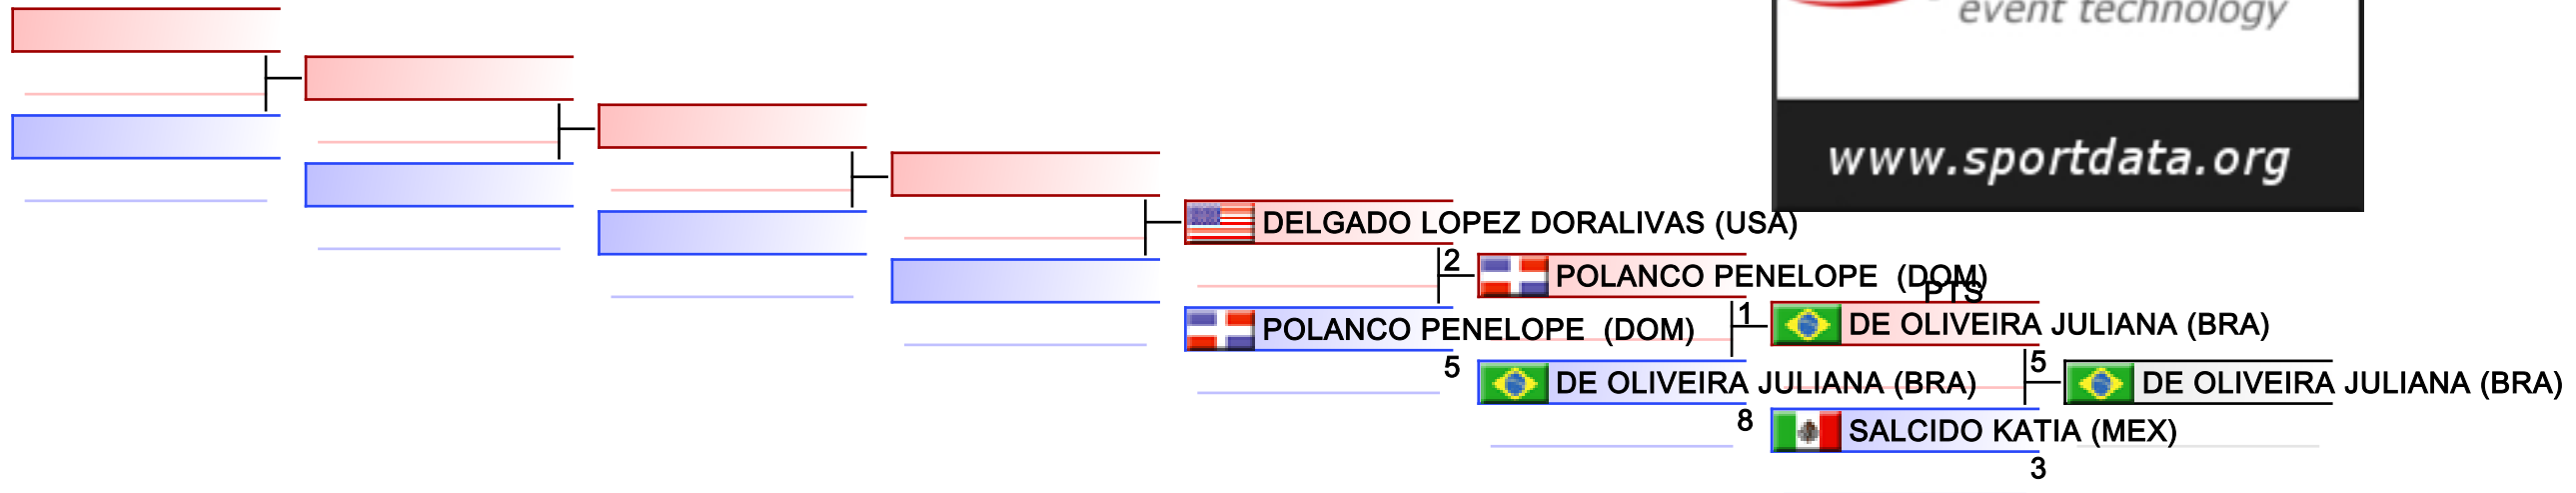 event technology
www.sportdata.org
DELGADO LOPEZ DORALIVAS (USA)
2
POLANCO PENELOPE (DOM)
PTS
POLANCO PENELOPE (DOM)
1
DE OLIVEIRA JULIANA (BRA)
5
5
DE OLIVEIRA JULIANA (BRA)
DE OLIVEIRA JULIANA (BRA)
8
SALCIDO KATIA (MEX)
3